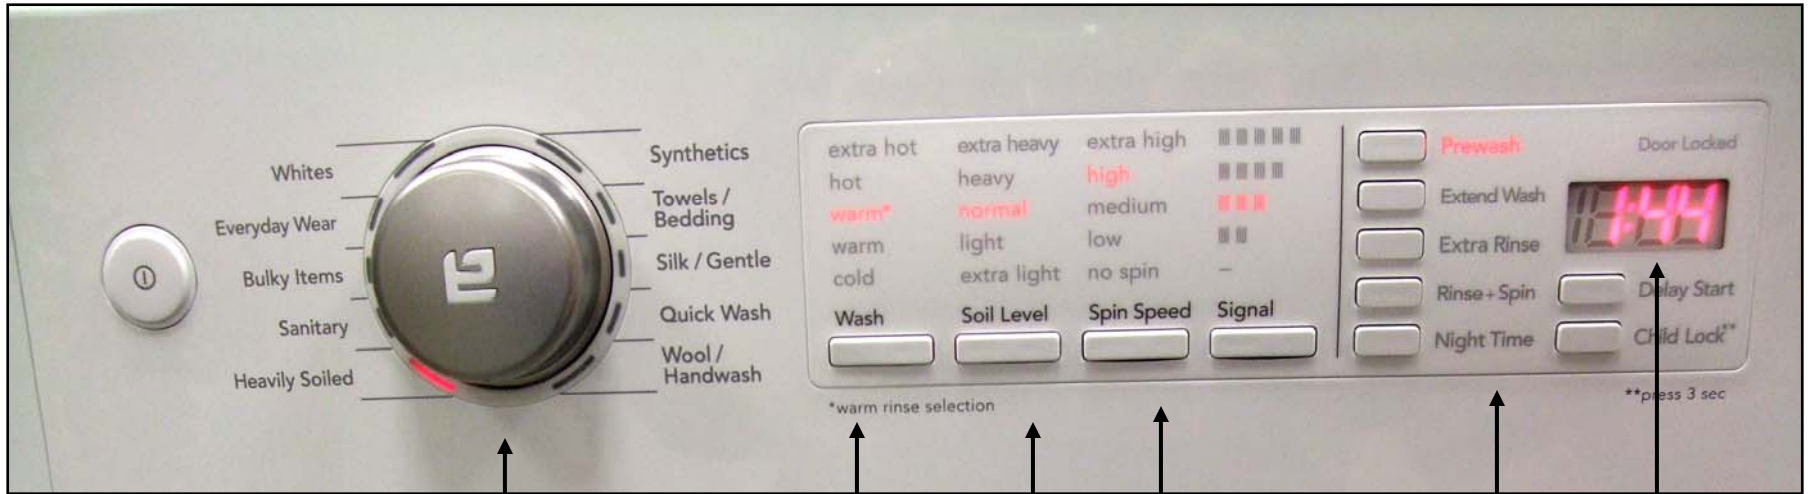 Whites
Everyday Wear
Bulky Items
Sanitary
Heavily Soiled
Synthetics
Towels /
Bedding
Silk / Gentle
Quick Wash
Wool /
Handwash
extra hot
hot
warm*
warm
cold
Wash
extra heavy
heavy
normal
light
extra light
Soil Level
extra high
high
medium
low
no spin
Spin Speed
Signal
*warm rinse selection
Prewash
Extend Wash
Extra Rinse
Rinse+Spin
Night Time
Door Locked
1:44
Delay Start
Child Lock**
**press 3 sec